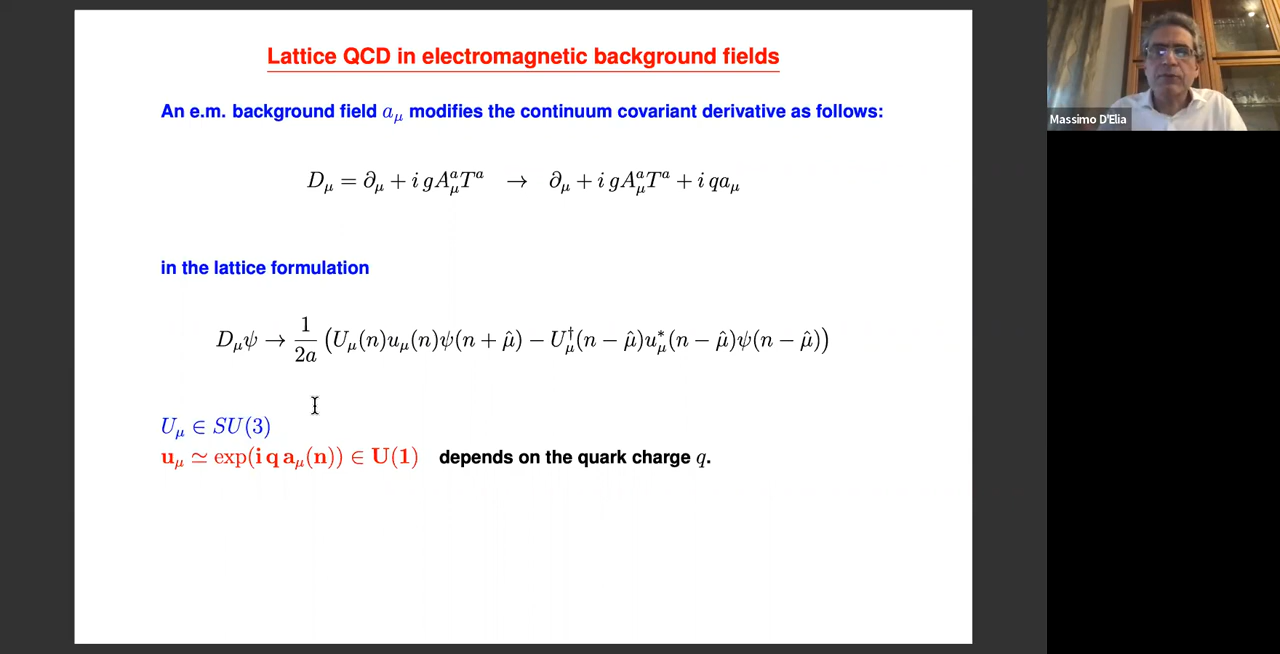 Lattice QCD in electromagnetic background fields
An e.m. background field $a_\mu$ modifies the continuum covariant derivative as follows:
$D_\mu = \partial_\mu + i\, g A^a_\mu T^a \;\; \rightarrow \;\; \partial_\mu + i\, g A^a_\mu T^a + i\, q a_\mu$
in the lattice formulation
$D_\mu \psi \rightarrow \frac{1}{2a} \left( U_\mu(n) u_\mu(n) \psi(n + \hat{\mu}) - U^\dagger_\mu(n - \hat{\mu}) u^*_\mu(n - \hat{\mu}) \psi(n - \hat{\mu}) \right)$
$U_\mu \in SU(3)$
$\mathbf{u}_\mu \simeq \exp(\mathbf{i\, q\, a}_\mu(\mathbf{n})) \in \mathbf{U}(1)$ depends on the quark charge $q$.
Massimo D'Elia